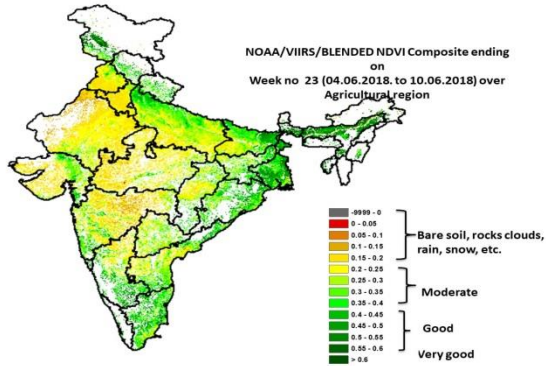 NOAA/VIIRS/BLENDED NDVI Composite ending
on
Week no 23 (04.06.2018. to 10.06.2018) over
Agricultural region
-9999 - 0
0 - 0.05
0.05 - 0.1
0.1 - 0.15
0.15 - 0.2
0.2 - 0.25
0.25 - 0.3
0.3 - 0.35
0.35 - 0.4
0.4 - 0.45
0.45 - 0.5
0.5 - 0.55
0.55 - 0.6
> 0.6
Bare soil, rocks clouds,
rain, snow, etc.
Moderate
Good
Very good